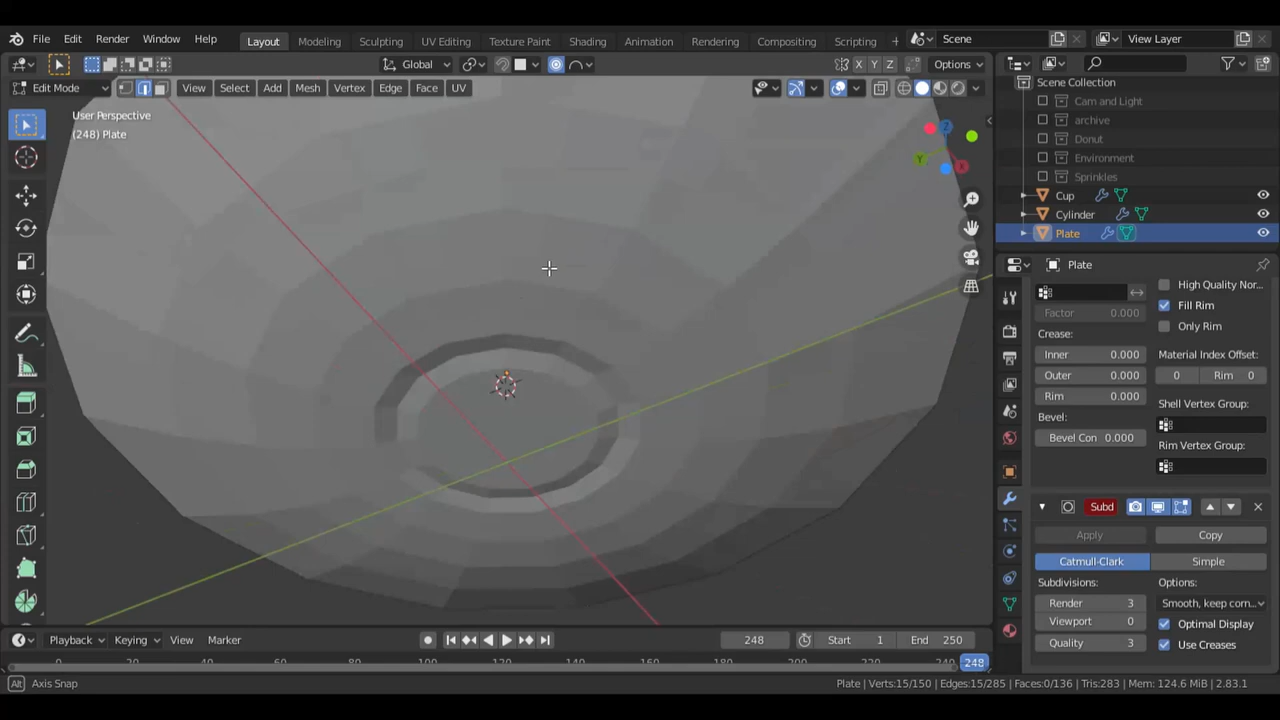 File Edit Render Window Help Layout Modeling Sculpting UV Editing Texture Paint Shading Animation Rendering Compositing Scripting + Scene View Layer
Global X Y Z Options
Edit Mode View Select Add Mesh Vertex Edge Face UV
User Perspective
(248) Plate
Z
Y
X
Scene Collection
Cam and Light
archive
Donut
Environment
Sprinkles
Cup
Cylinder
Plate
Plate
High Quality Nor...
Factor 0.000 Fill Rim
Only Rim
Crease:
Inner 0.000 Material Index Offset:
Outer 0.000 0 Rim 0
Rim 0.000 Shell Vertex Group:
Bevel:
Bevel Con 0.000 Rim Vertex Group:
Subd
Apply Copy
Catmull-Clark Simple
Subdivisions: Options:
Render 3 Smooth, keep corn...
Viewport 0 Optimal Display
Quality 3 Use Creases
Playback Keying View Marker 248 Start 1 End 250
0 20 40 60 80 100 120 140 160 180 200 220 240 248
Alt Axis Snap Plate | Verts:15/150 | Edges:15/285 | Faces:0/136 | Tris:283 | Mem: 124.6 MiB | 2.83.1